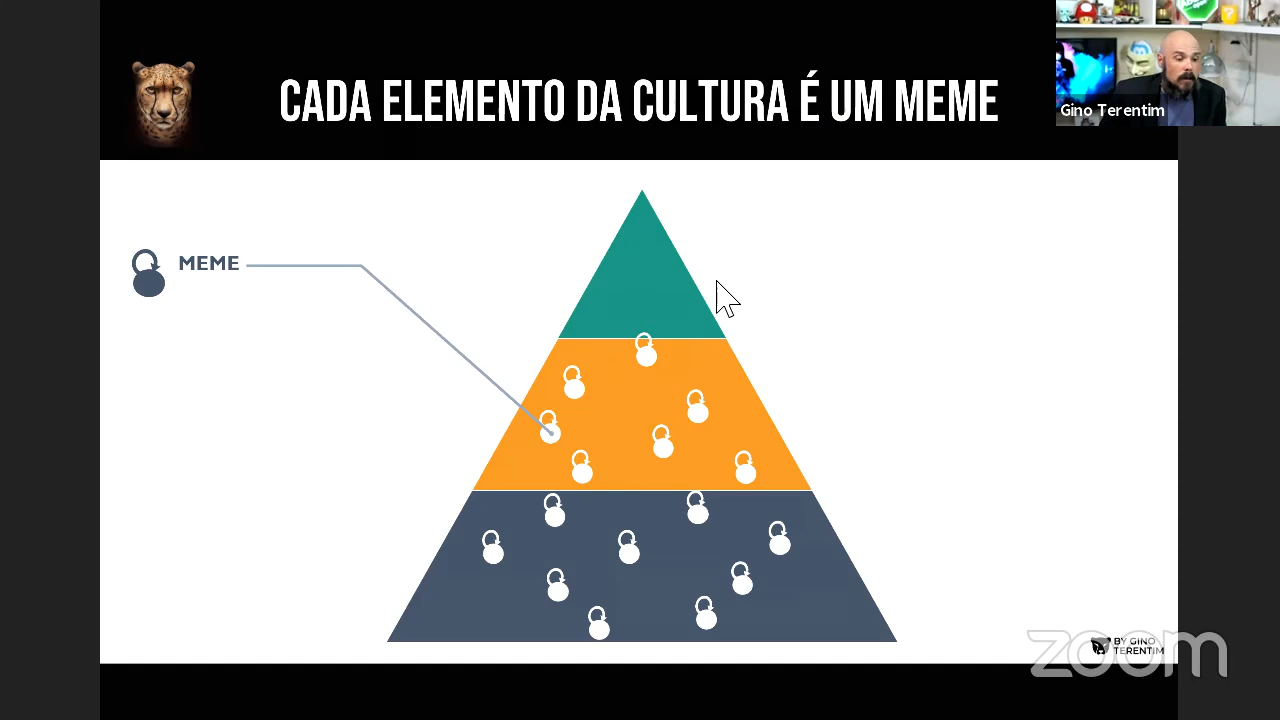 CADA ELEMENTO DA CULTURA É UM MEME
Gino Terentim
MEME
BY GINO
TERENTIM
zoom